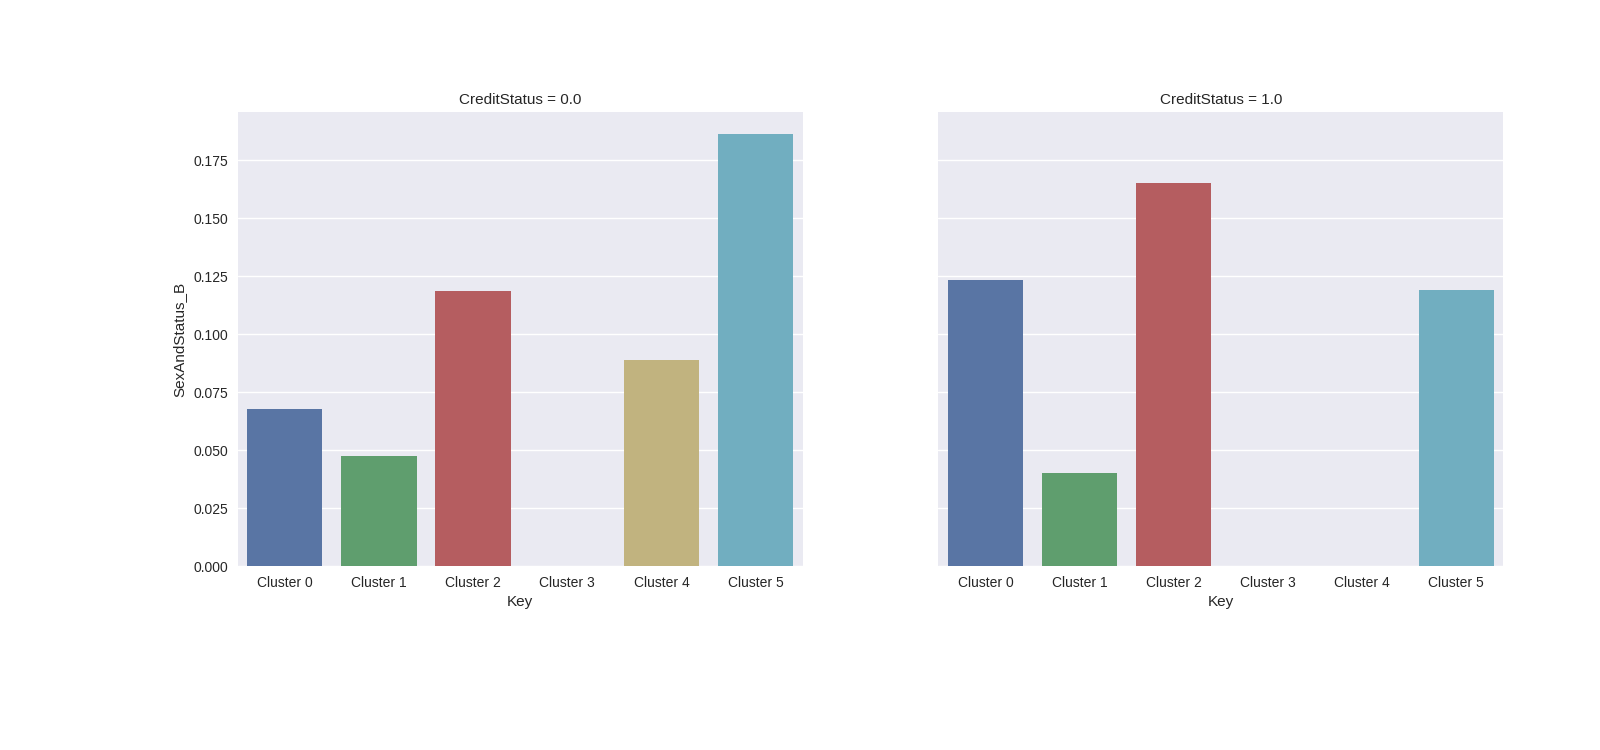 CreditStatus = 0.0
CreditStatus = 1.0
SexAndStatus_B
0.175
0.150
0.125
0.100
0.075
0.050
0.025
0.000
Cluster 0 Cluster 1 Cluster 2 Cluster 3 Cluster 4 Cluster 5
Key
Cluster 0 Cluster 1 Cluster 2 Cluster 3 Cluster 4 Cluster 5
Key